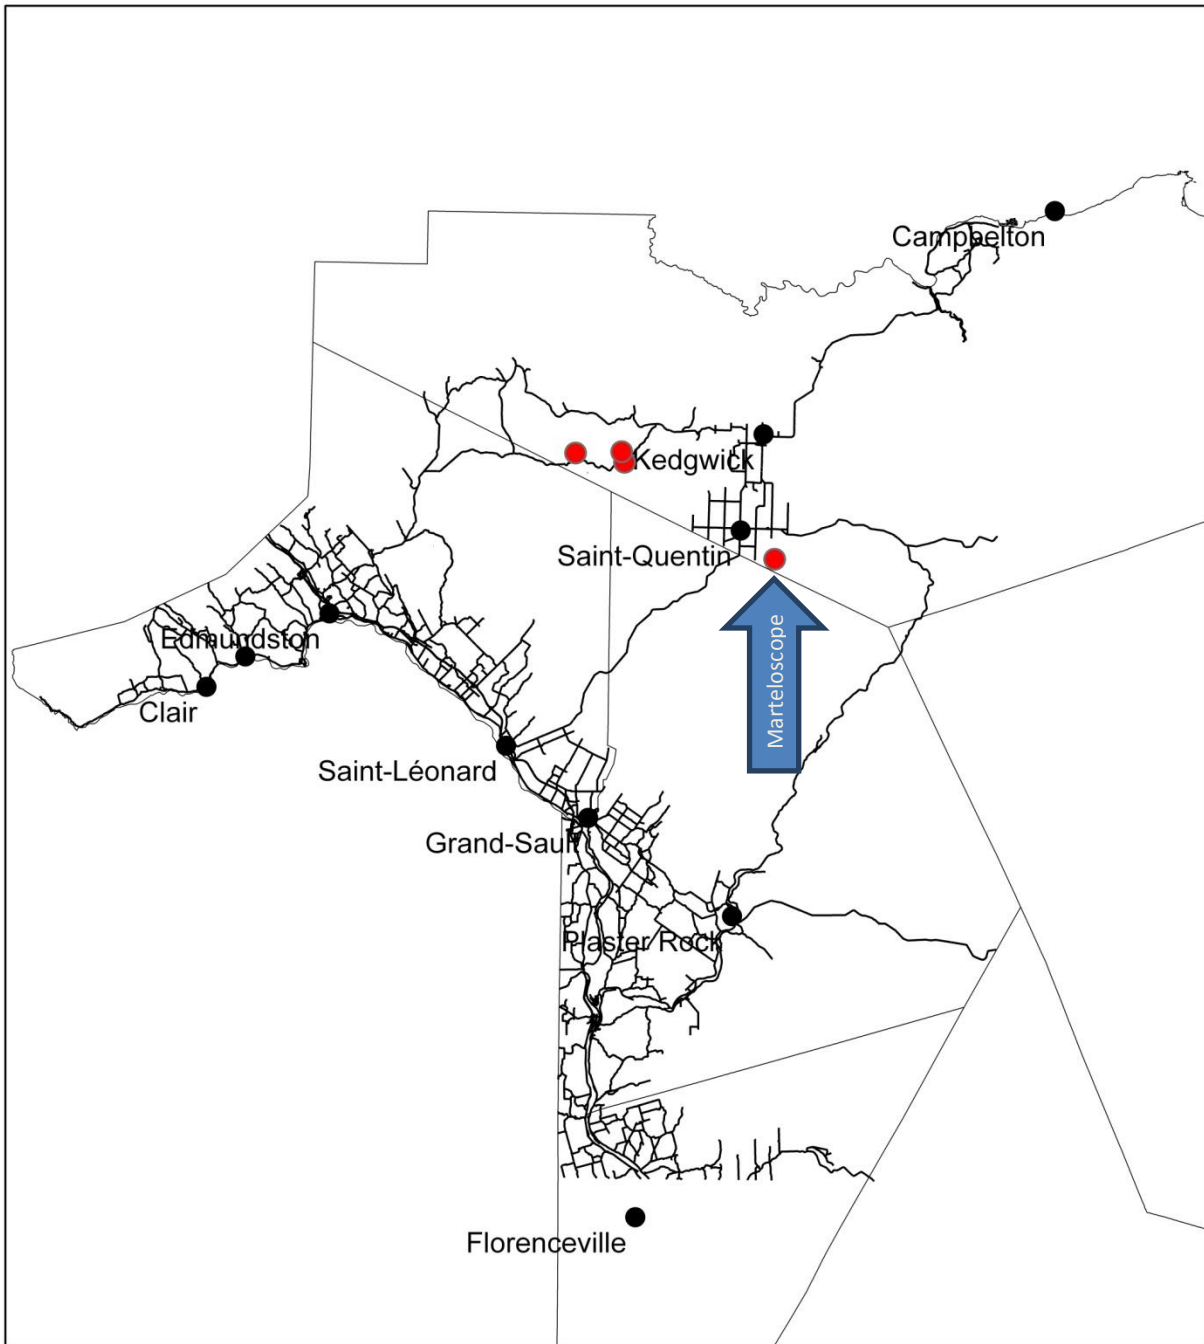 Campbelton
Kedgwick
Saint-Quentin
Edmundston
Clair
Marteloscope
Saint-Léonard
Grand-Sault
Plaster Rock
Florenceville